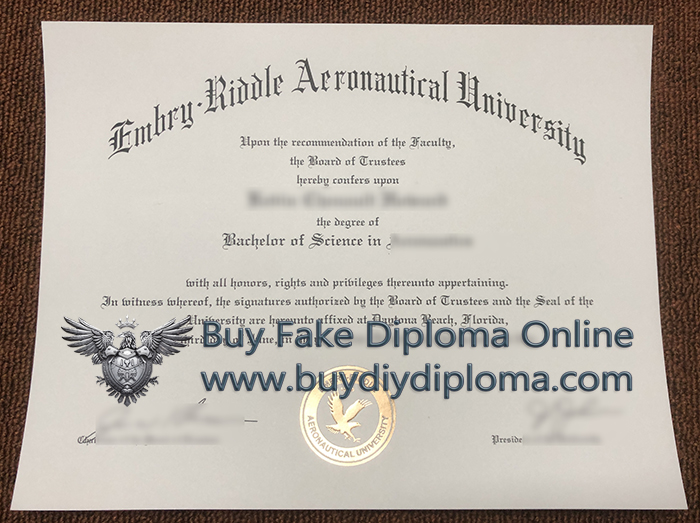 Embry-Riddle Aeronautical University
Upon the recommendation of the Faculty,
the Board of Trustees
hereby confers upon
the degree of
Bachelor of Science in
with all honors, rights and privileges thereunto appertaining.
In witness whereof, the signatures authorized by the Board of Trustees and the Seal of the
University are hereunto affixed at Daytona Beach, Florida,
Buy Fake Diploma Online
www.buydiydiploma.com
AERONAUTICAL UNIVERSITY